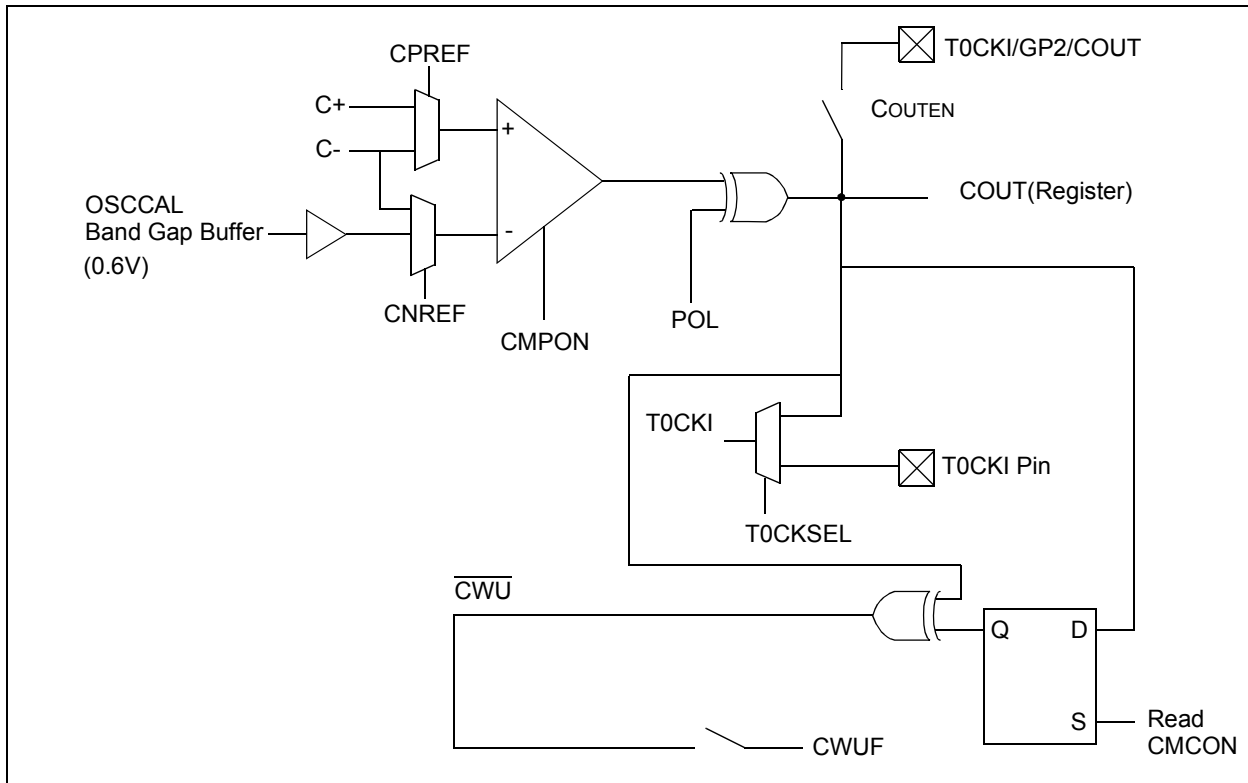 CPREF
T0CKI/GP2/COUT
C+
+
COUTEN
C-
OSCCAL
Band Gap Buffer
(0.6V)
-
COUT(Register)
CNREF
CMPON
POL
T0CKI
T0CKI Pin
T0CKSEL
CWU
Q
D
S
Read
CMCON
CWUF